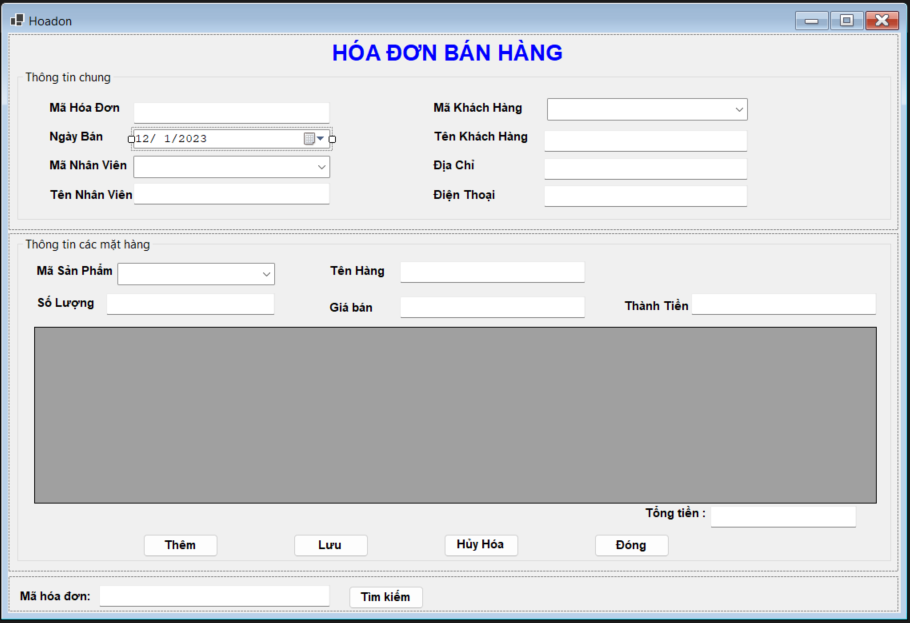 Hoadon
HÓA ĐƠN BÁN HÀNG
Thông tin chung
Mã Hóa Đơn
Mã Khách Hàng
Ngày Bán
12/ 1/2023
Tên Khách Hàng
Mã Nhân Viên
Địa Chỉ
Tên Nhân Viên
Điện Thoại
Thông tin các mặt hàng
Mã Sản Phẩm
Tên Hàng
Số Lượng
Giá bán
Thành Tiền
Tổng tiền :
Thêm
Lưu
Hủy Hóa
Đóng
Mã hóa đơn:
Tìm kiếm